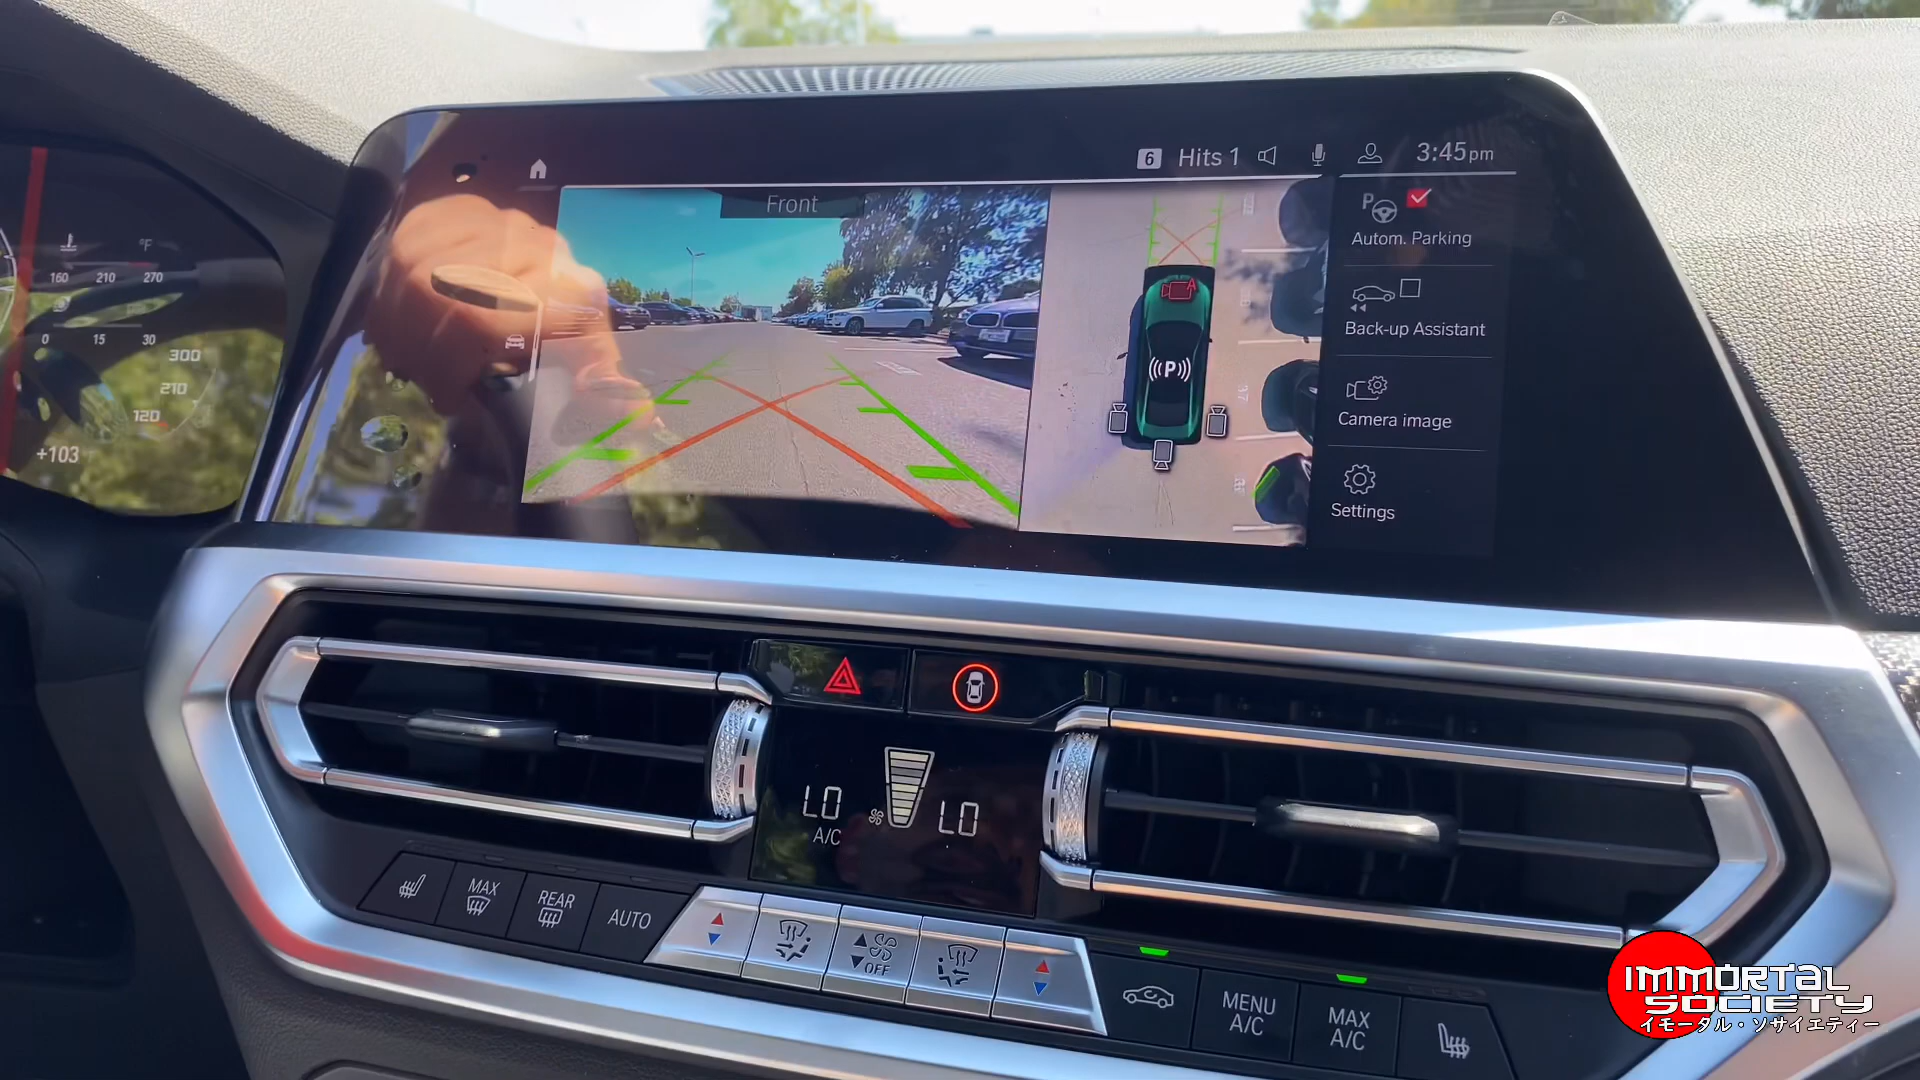 6 Hits 1 3:45pm
Front
P
Autom. Parking
Back-up Assistant
Camera image
Settings
P
A
°F
160 210 270
0 15 30
300
210
120
+103
LO
A/C
LO
MAX
REAR
AUTO
OFF
MENU
A/C
MAX
A/C
IMMORTAL
SOCIETY
イモータル・ソサイエティー